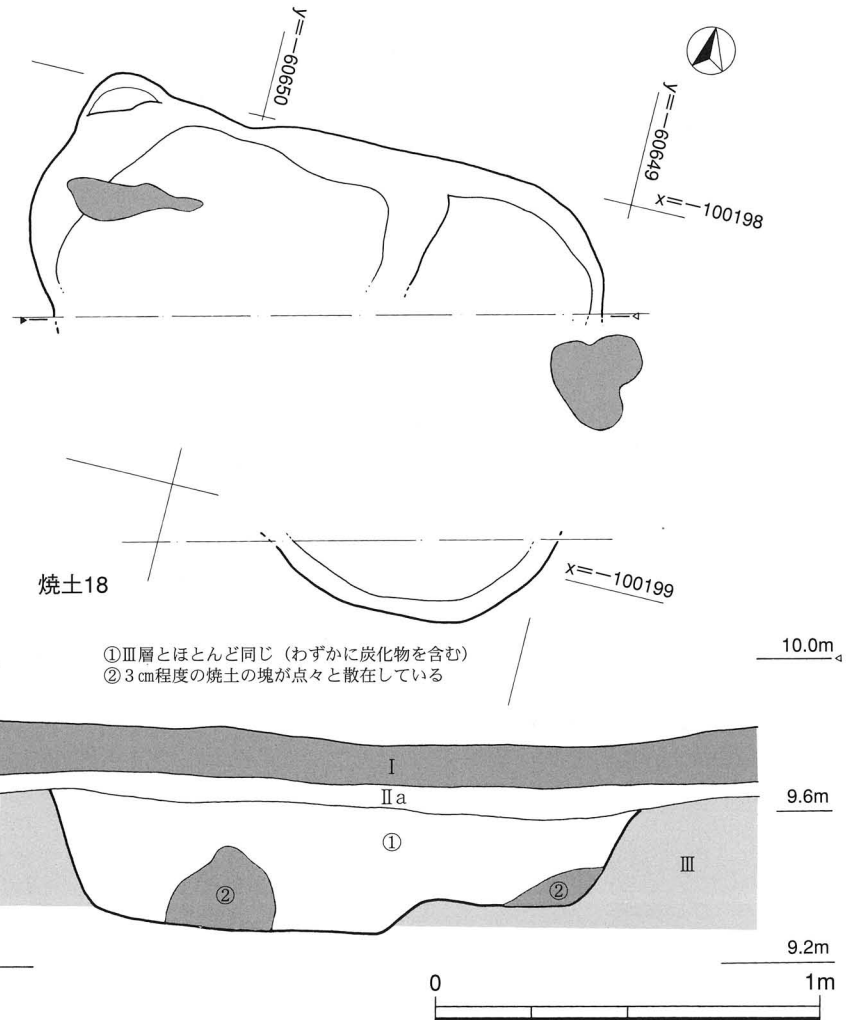 y=-60650
y=-60649
x=-100198
焼土18
x=-100199
①Ⅲ層とほとんど同じ（わずかに炭化物を含む）
②3㎝程度の焼土の塊が点々と散在している
10.0m
Ⅰ
Ⅱa
9.6m
①
Ⅲ
②
②
9.2m
0
1m